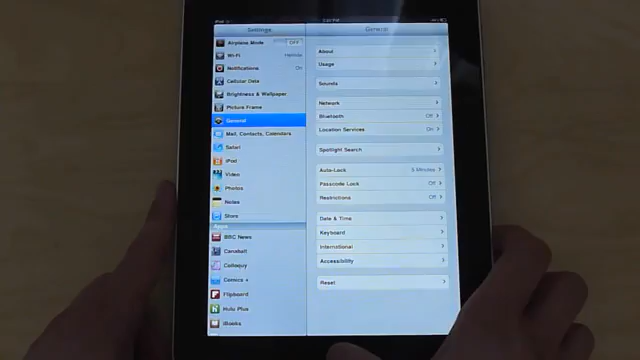 Settings
Airplane Mode OFF
Wi-Fi
Notifications On
Cellular Data
Brightness & Wallpaper
Picture Frame
General
Mail, Contacts, Calendars
Safari
iPod
Video
Photos
Notes
Store
Apps
BBC News
Colloquy
Comics +
Flipboard
Hulu Plus
iBooks
General
About
Usage
Sounds
Network
Bluetooth Off
Location Services On
Spotlight Search
Auto-Lock 5 Minutes
Passcode Lock Off
Restrictions Off
Date & Time
Keyboard
International
Accessibility
Reset